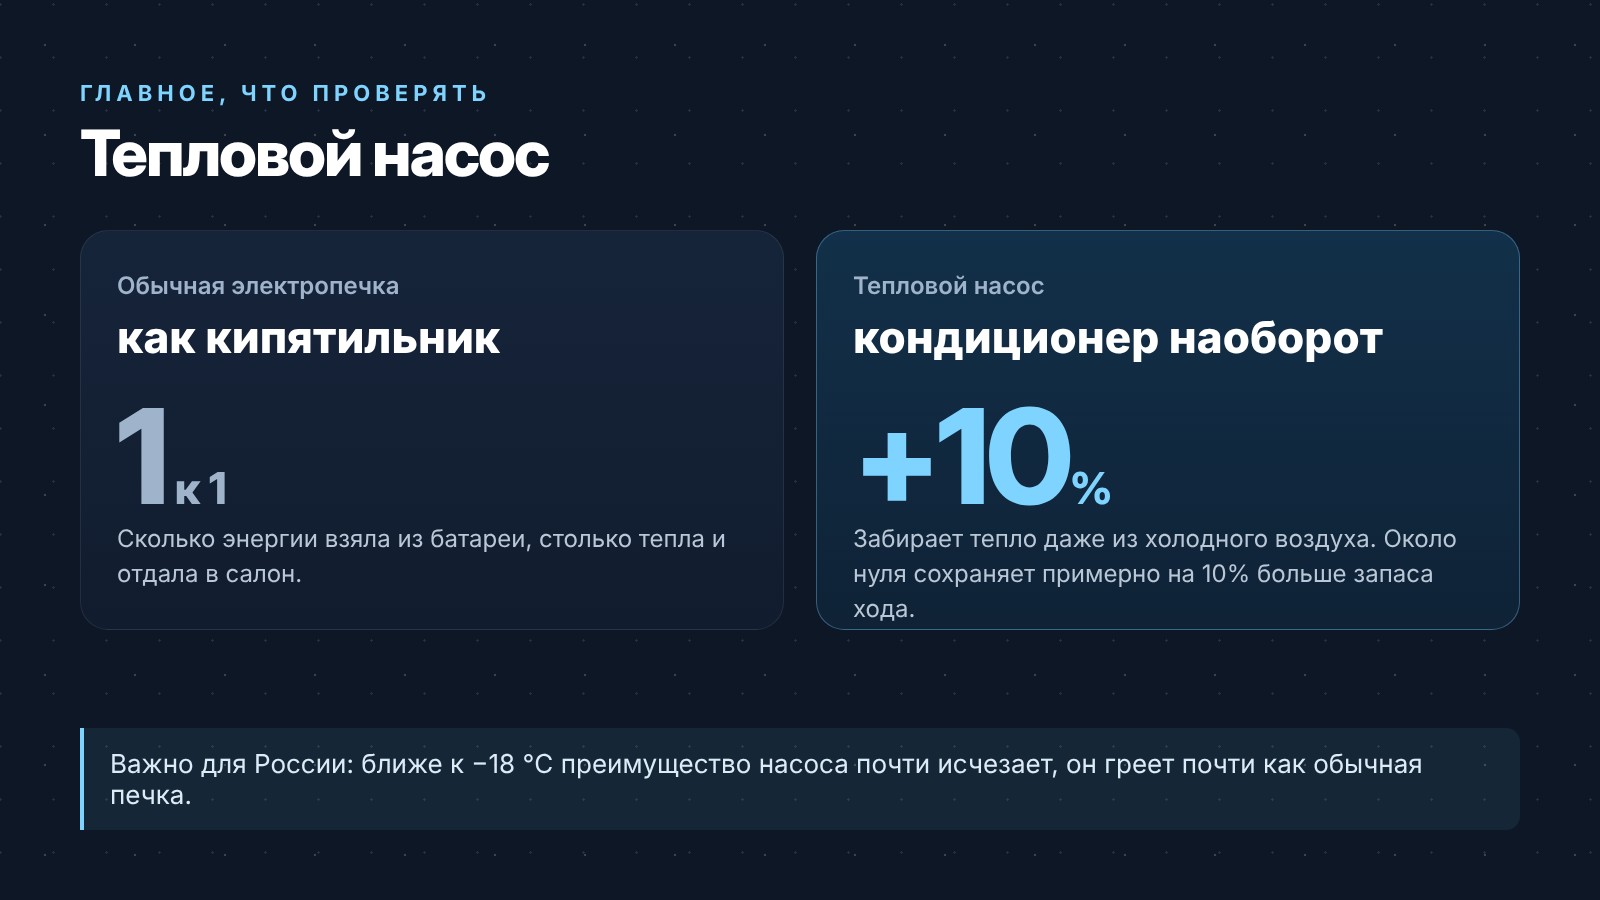 ГЛАВНОЕ, ЧТО ПРОВЕРЯТЬ
Тепловой насос
Обычная электропечка
как кипятильник
1 к 1
Сколько энергии взяла из батареи, столько тепла и
отдала в салон.
Тепловой насос
кондиционер наоборот
+10%
Забирает тепло даже из холодного воздуха. Около
нуля сохраняет примерно на 10% больше запаса
хода.
Важно для России: ближе к −18 °C преимущество насоса почти исчезает, он греет почти как обычная
печка.